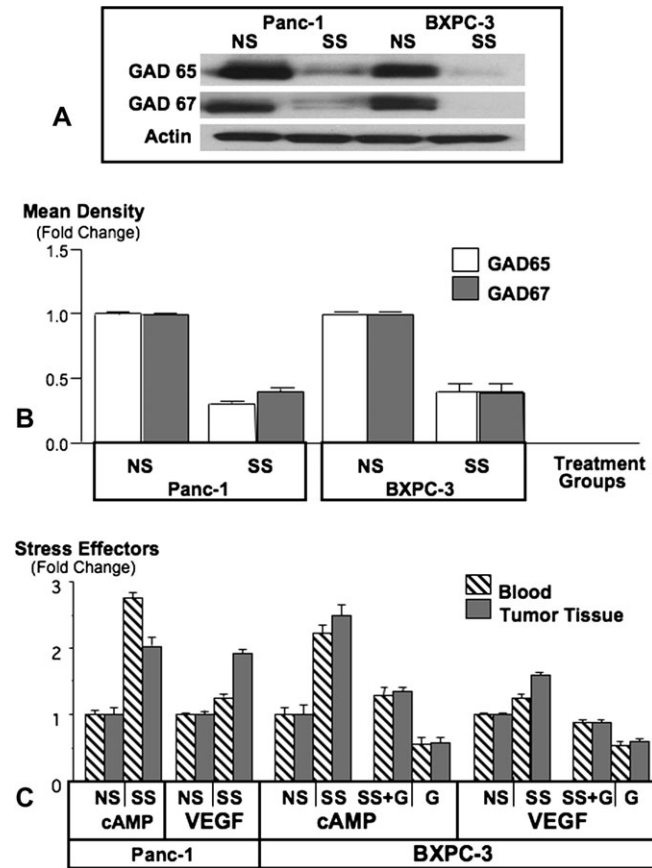 Panc-1 BXPC-3
NS SS NS SS
GAD 65
GAD 67
Actin
A
Mean Density
(Fold Change)
1.5
1.0
0.5
0.0
GAD65
GAD67
B
NS SS NS SS Treatment
Panc-1 BXPC-3 Groups
Stress Effectors
(Fold Change)
3
2
1
0
Blood
Tumor Tissue
C
NS SS NS SS NS SS SS+G G NS SS SS+G G
cAMP VEGF cAMP VEGF
Panc-1 BXPC-3